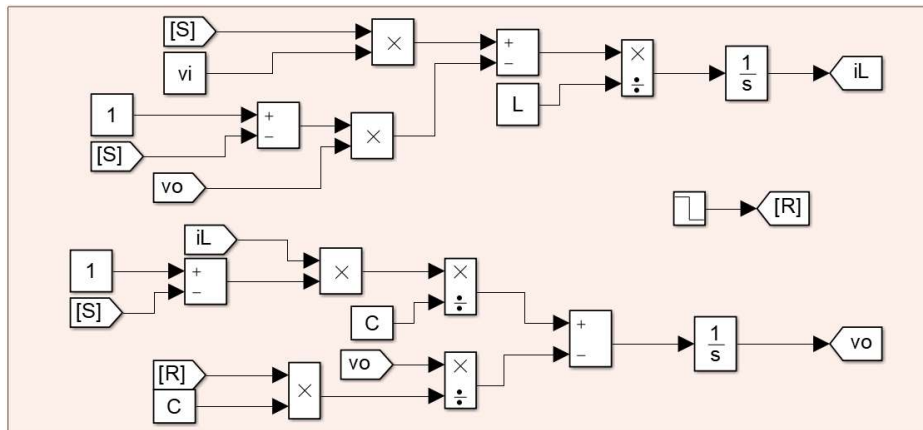 [S]
vi
1
[S]
vo
+
−
×
×
+
−
L
×
÷
1
s
iL
[R]
iL
1
[S]
+
−
×
C
×
÷
vo
[R]
C
×
×
÷
+
−
1
s
vo